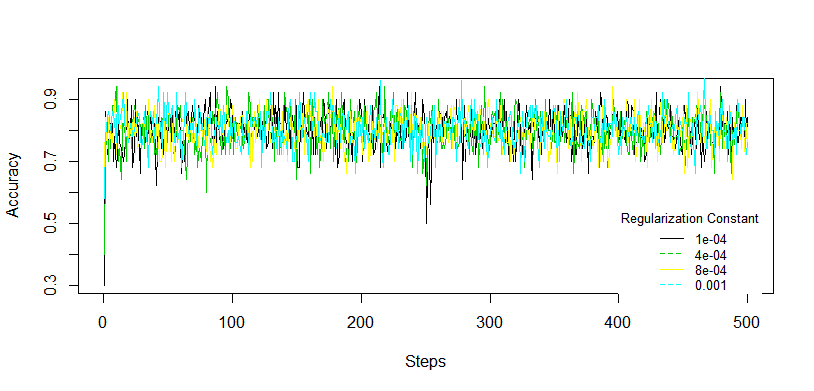 Accuracy
0.9
0.7
0.5
0.3
Regularization Constant
1e-04
4e-04
8e-04
0.001
0 100 200 300 400 500
Steps